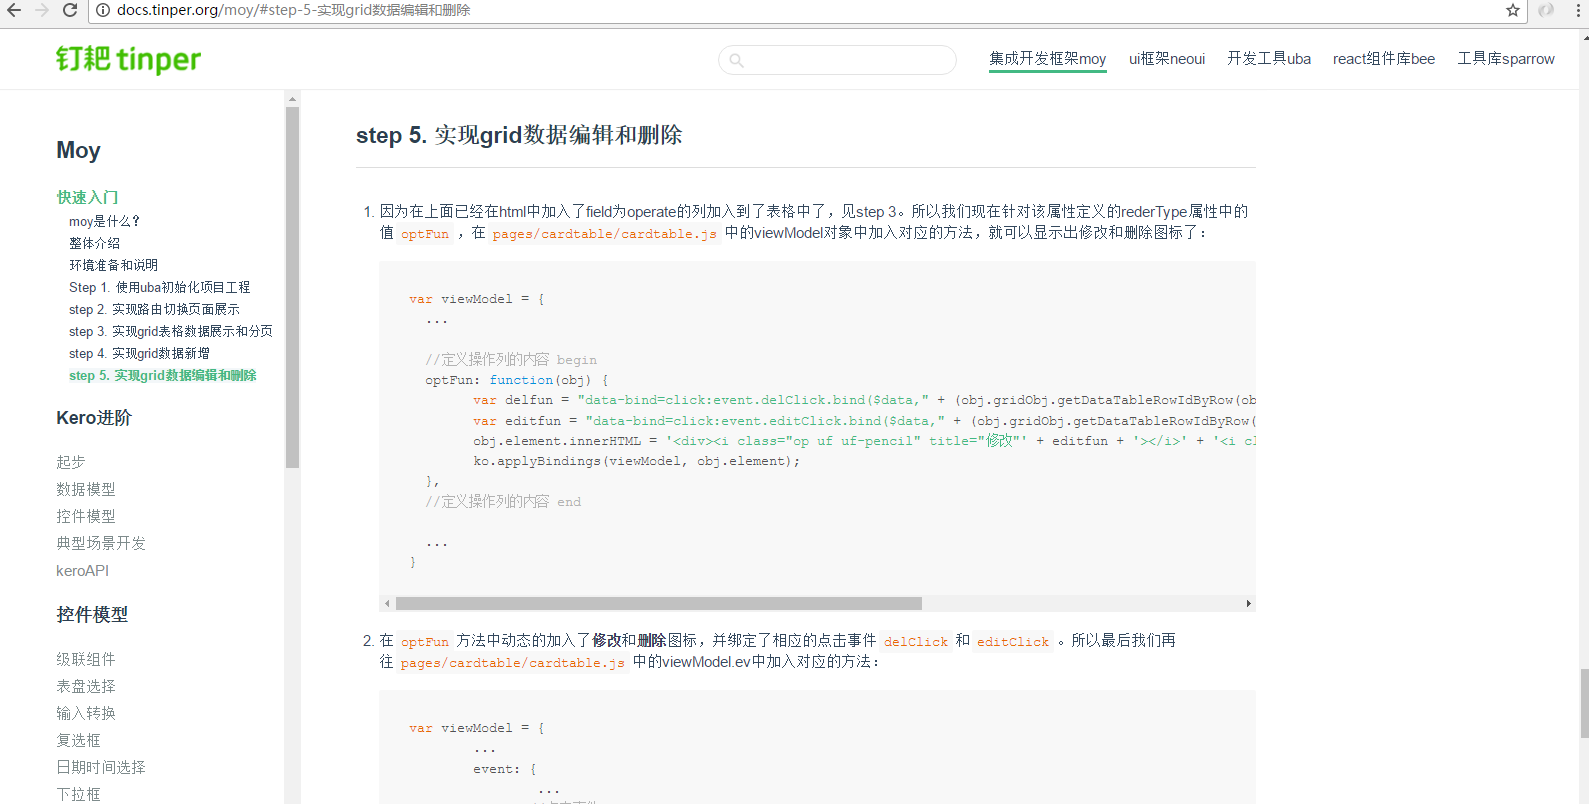 docs.tinper.org/moy/#step-5-实现grid数据编辑和删除
钉耙 tinper
集成开发框架moy ui框架neoui 开发工具uba react组件库bee 工具库sparrow
Moy
快速入门
moy是什么？
整体介绍
环境准备和说明
Step 1. 使用uba初始化项目工程
step 2. 实现路由切换页面展示
step 3. 实现grid表格数据展示和分页
step 4. 实现grid数据新增
step 5. 实现grid数据编辑和删除
Kero进阶
起步
数据模型
控件模型
典型场景开发
keroAPI
控件模型
级联组件
表盘选择
输入转换
复选框
日期时间选择
下拉框
step 5. 实现grid数据编辑和删除
1. 因为在上面已经在html中加入了field为operate的列加入到了表格中了，见step 3。所以我们现在针对该属性定义的rederType属性中的
值 optFun ，在 pages/cardtable/cardtable.js 中的viewModel对象中加入对应的方法，就可以显示出修改和删除图标了：
var viewModel = {
...
//定义操作列的内容 begin
optFun: function(obj) {
var delfun = "data-bind=click:event.delClick.bind($data," + (obj.gridObj.getDataTableRowIdByRow(ob
var editfun = "data-bind=click:event.editClick.bind($data," + (obj.gridObj.getDataTableRowIdByRow(
obj.element.innerHTML = '<div><i class="op uf uf-pencil" title="修改"' + editfun + '></i>' + '<i cl
ko.applyBindings(viewModel, obj.element);
},
//定义操作列的内容 end
...
}
2. 在 optFun 方法中动态的加入了修改和删除图标，并绑定了相应的点击事件 delClick 和 editClick 。所以最后我们再
往 pages/cardtable/cardtable.js 中的viewModel.ev中加入对应的方法：
var viewModel = {
...
event: {
...